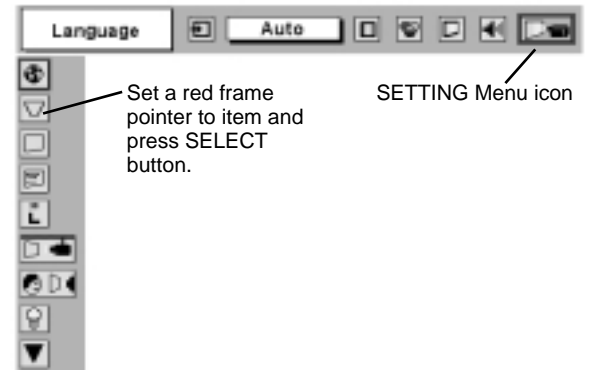 Language
Auto
SETTING Menu icon
Set a red frame
pointer to item and
press SELECT
button.